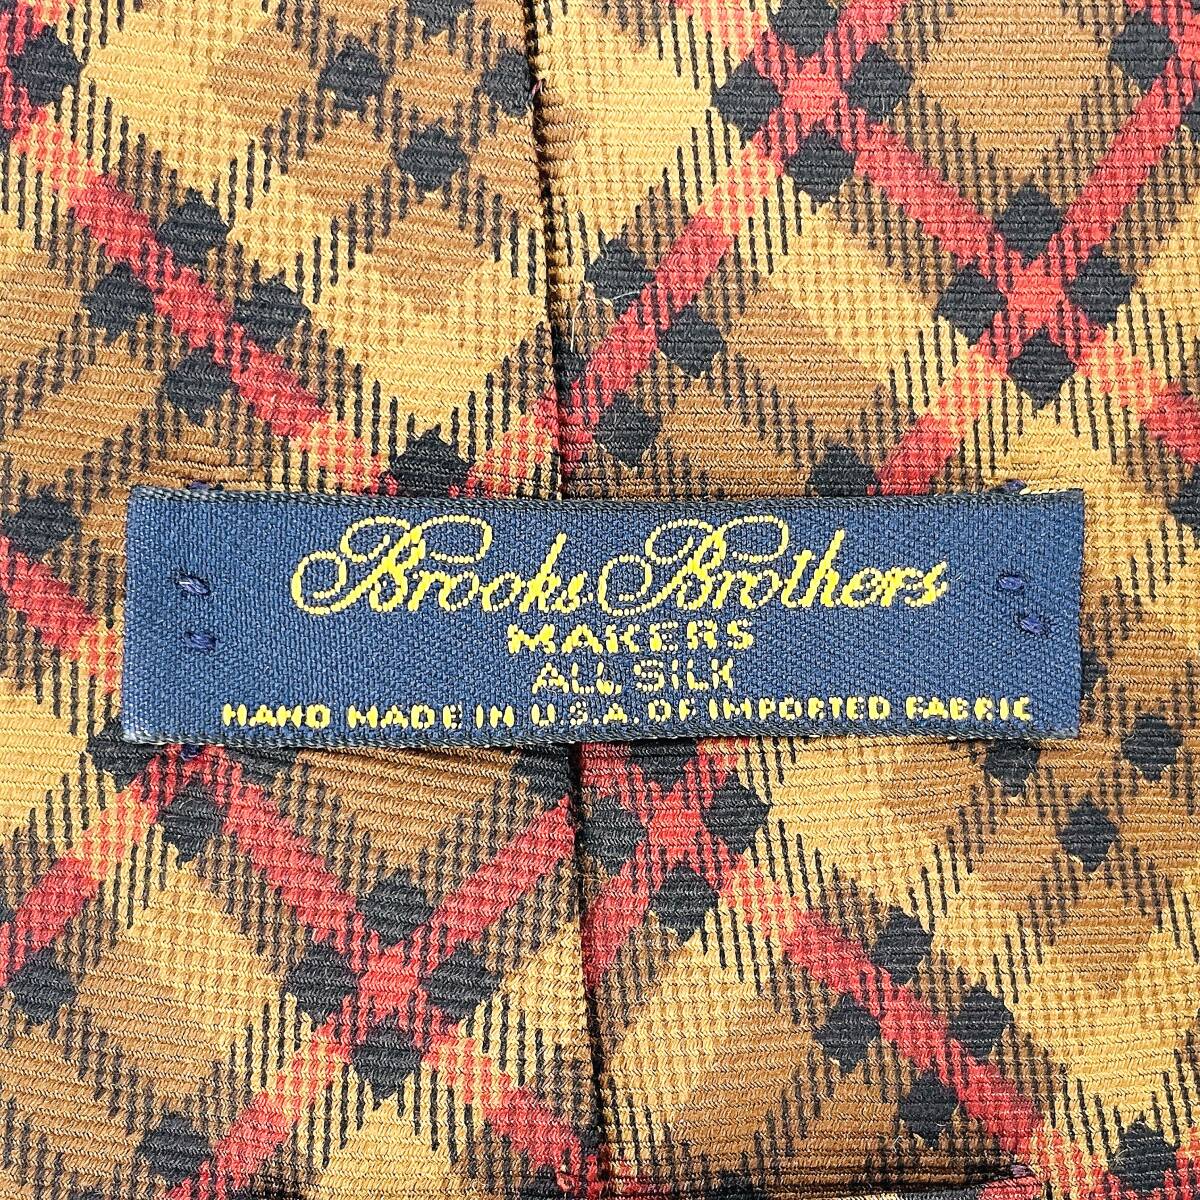 Brooks Brothers
MAKERS
ALL SILK
HAND MADE IN U.S.A. OF IMPORTED FABRIC